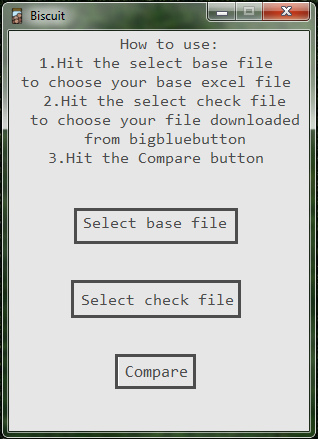 Biscuit
How to use:
1.Hit the select base file
to choose your base excel file
2.Hit the select check file
to choose your file downloaded
from bigbluebutton
3.Hit the Compare button
Select base file
Select check file
Compare